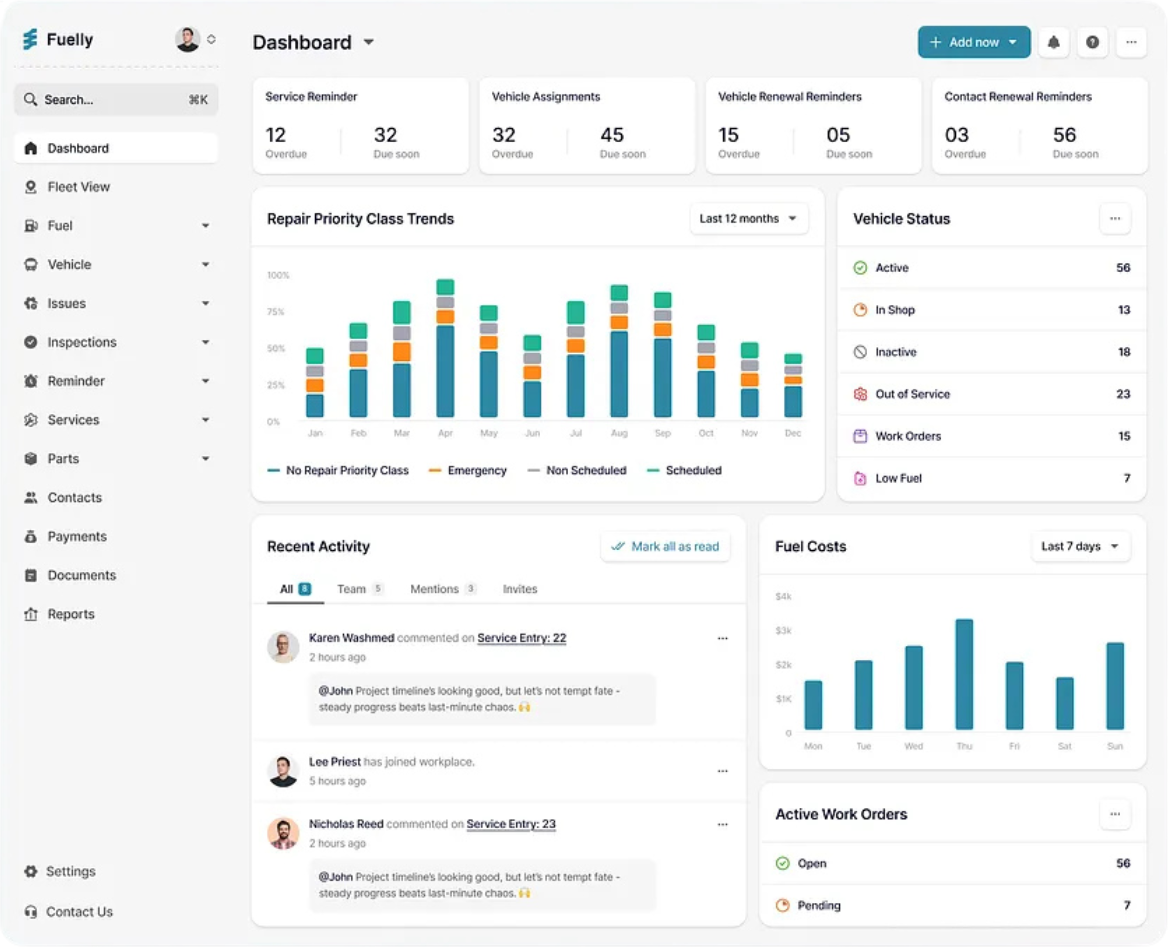 Fuelly
Search... ⌘K
Dashboard
Fleet View
Fuel
Vehicle
Issues
Inspections
Reminder
Services
Parts
Contacts
Payments
Documents
Reports
Settings
Contact Us
Dashboard
+ Add now
Service Reminder
12 32
Overdue Due soon
Vehicle Assignments
32 45
Overdue Due soon
Vehicle Renewal Reminders
15 05
Overdue Due soon
Contact Renewal Reminders
03 56
Overdue Due soon
Repair Priority Class Trends
Last 12 months
100%
75%
50%
25%
0%
Jan Feb Mar Apr May Jun Jul Aug Sep Oct Nov Dec
No Repair Priority Class Emergency Non Scheduled Scheduled
Vehicle Status
Active 56
In Shop 13
Inactive 18
Out of Service 23
Work Orders 15
Low Fuel 7
Recent Activity
Mark all as read
All 8 Team 5 Mentions 3 Invites
Karen Washmed commented on Service Entry: 22
2 hours ago
@John Project timeline's looking good, but let's not tempt fate -
steady progress beats last-minute chaos. 🙌
Lee Priest has joined workplace.
5 hours ago
Nicholas Reed commented on Service Entry: 23
2 hours ago
@John Project timeline's looking good, but let's not tempt fate -
steady progress beats last-minute chaos. 🙌
Fuel Costs
Last 7 days
$4k
$3k
$2k
$1K
0
Mon Tue Wed Thu Fri Sat Sun
Active Work Orders
Open 56
Pending 7